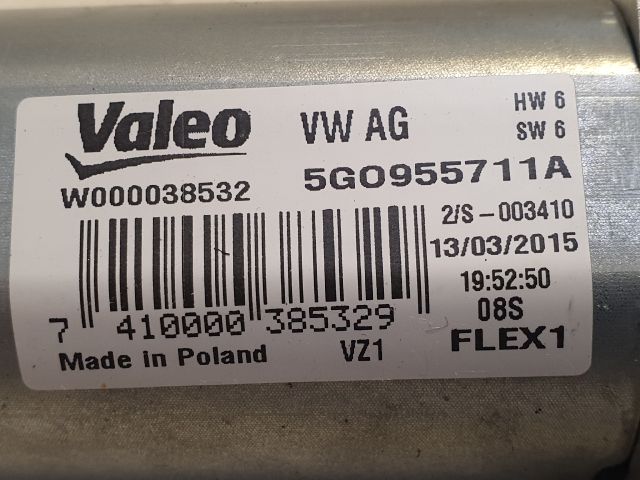 Valeo
VW AG
HW 6
SW 6
W000038532
5G0955711A
2/S-003410
13/03/2015
19:52:50
08S
7 410000 385329
Made in Poland
VZ1
FLEX1